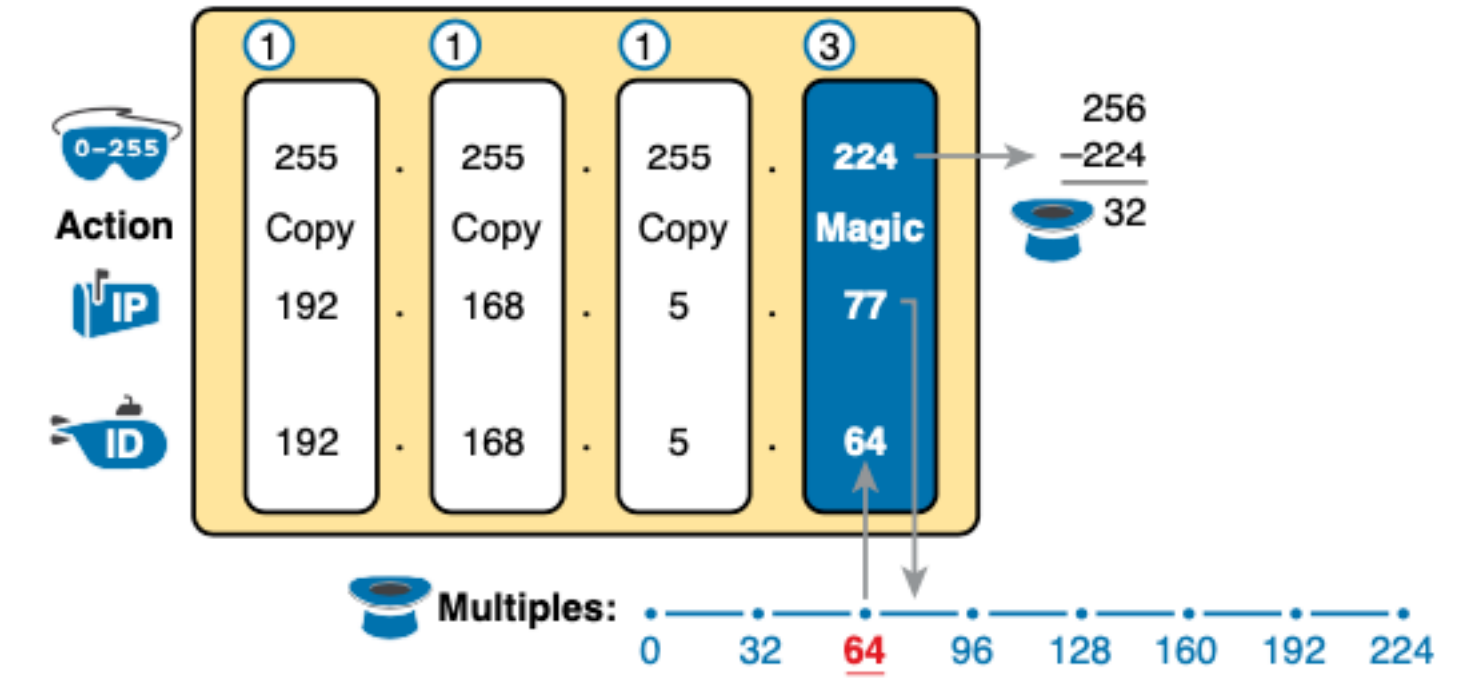 1 1 1 3
0–255 255 . 255 . 255 . 224 256
–224
Action Copy Copy Copy Magic 32
IP 192 . 168 . 5 . 77
ID 192 . 168 . 5 . 64
Multiples:
0 32 64 96 128 160 192 224